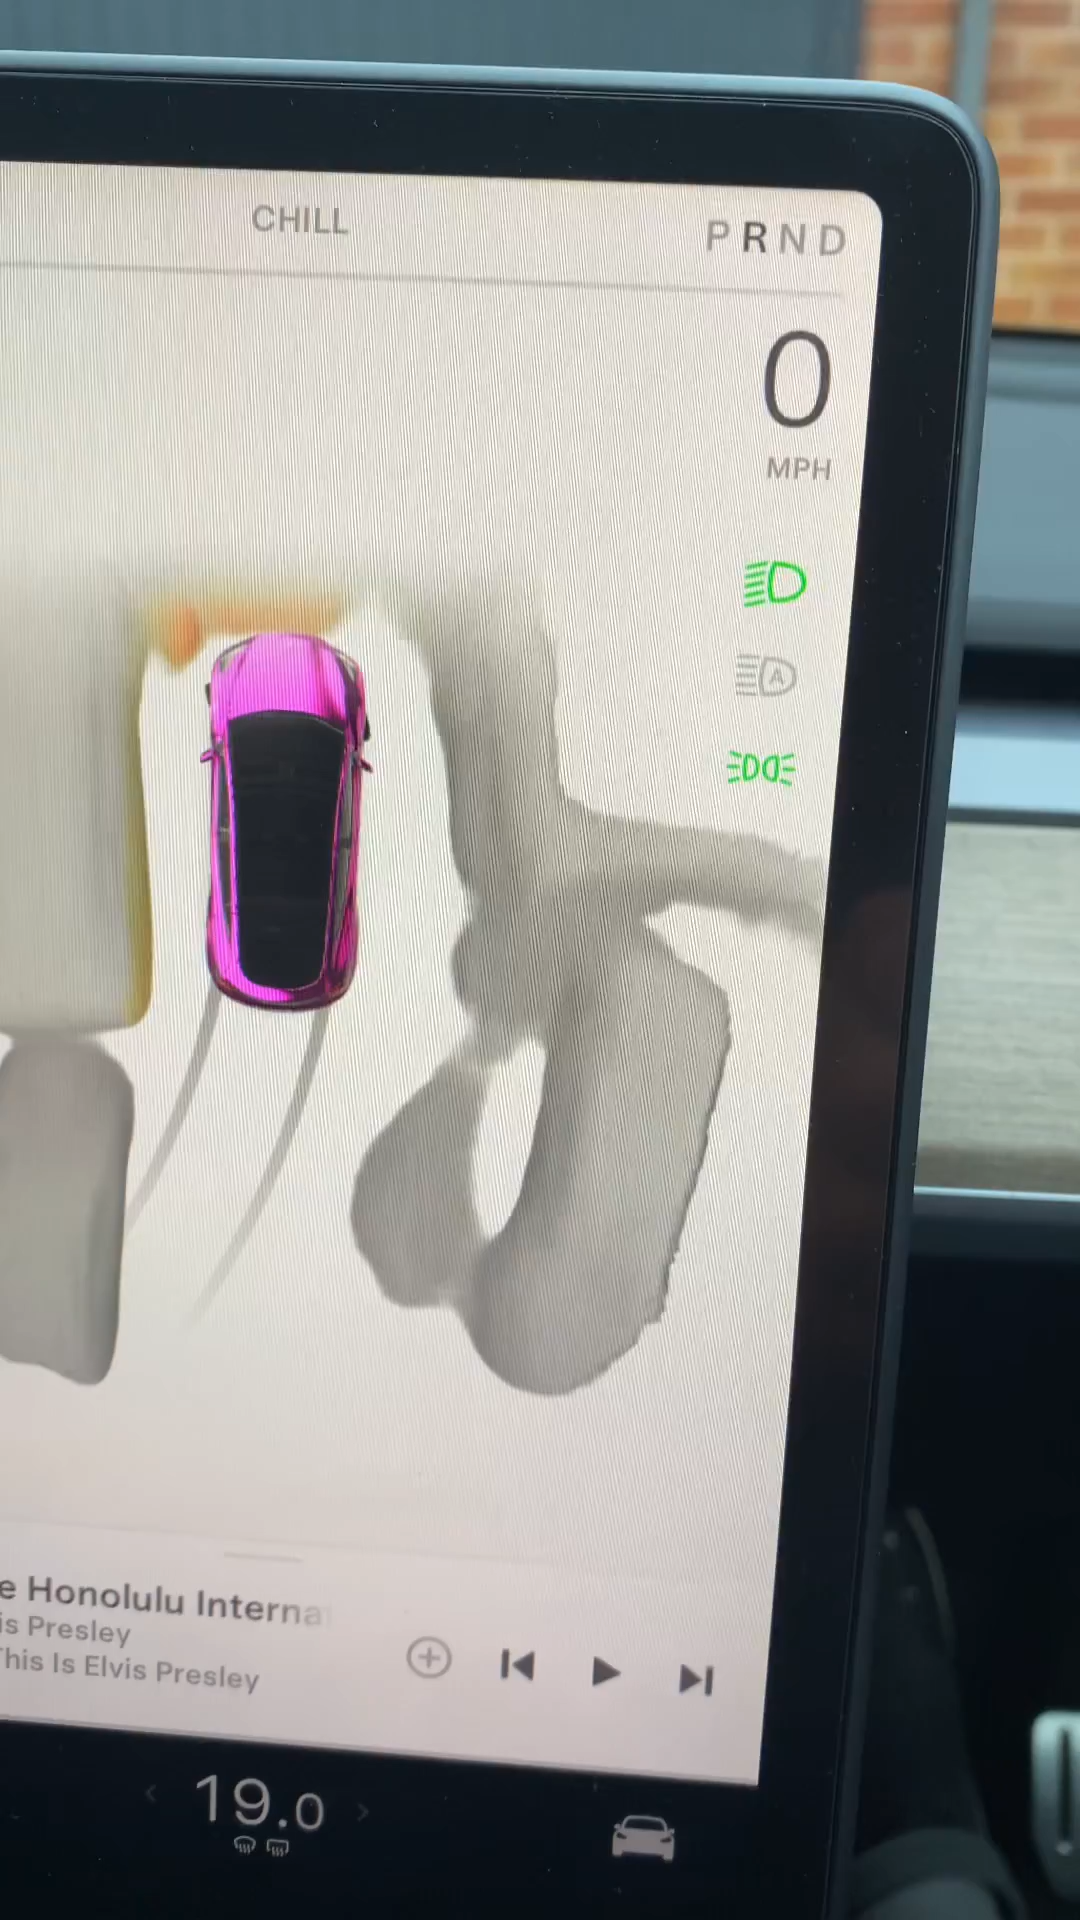 CHILL
P R N D
0
MPH
A
e Honolulu Interna
is Presley
This Is Elvis Presley
19.0